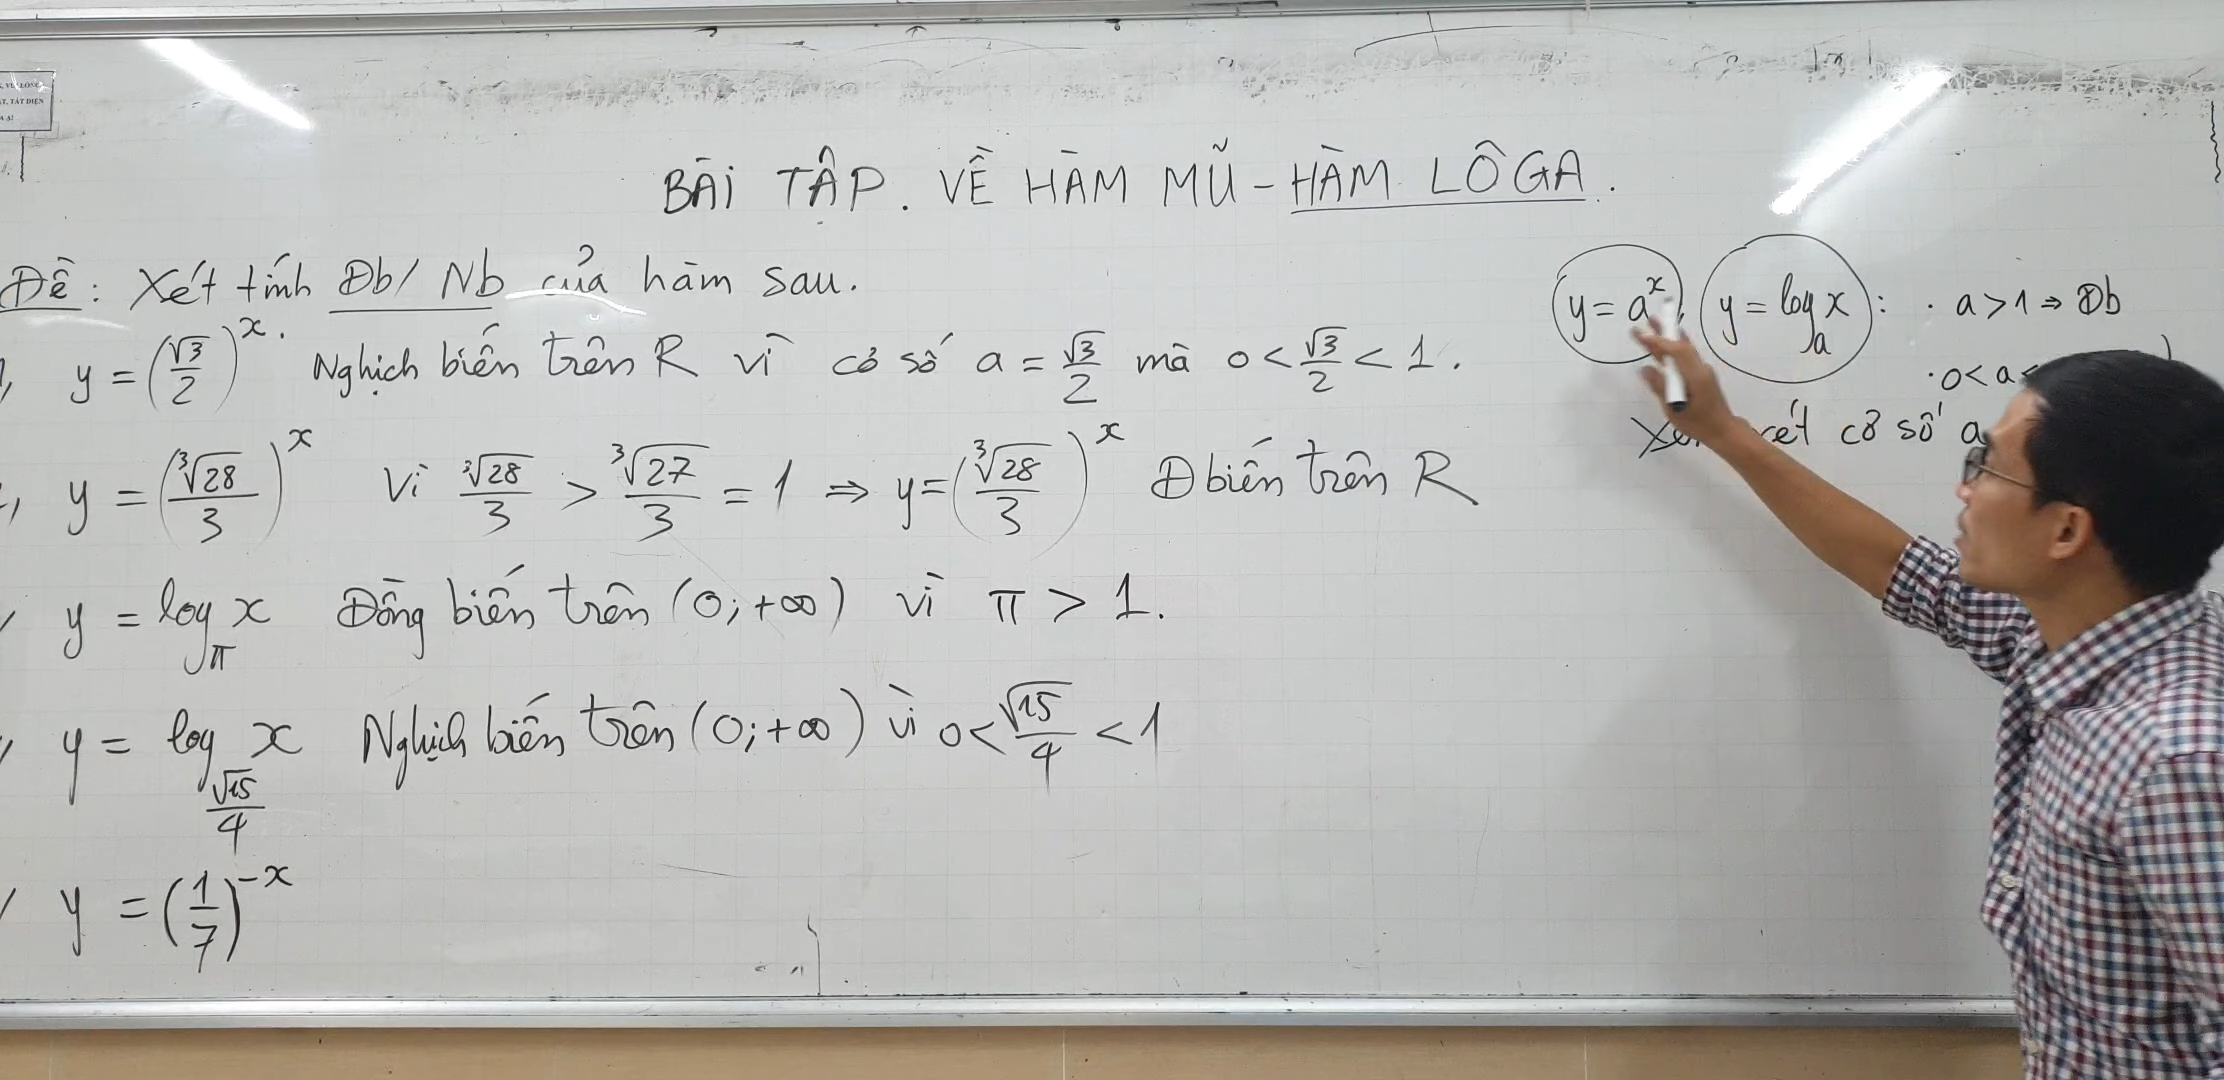 BÀI TẬP. VỀ HÀM MŨ - HÀM LÔGA.
Đề: Xét tính Đb/ Nb của hàm sau.
y = (√3/2)^x. Nghịch biến trên R vì cơ số a = √3/2 mà 0 < √3/2 < 1.
y = (∛28/3)^x Vì ∛28/3 > ∛27/3 = 1 ⇒ y = (∛28/3)^x Đ biến trên R
y = log_π x Đồng biến trên (0; +∞) vì π > 1.
y = log_(√15/4) x Nghịch biến trên (0; +∞) vì 0 < √15/4 < 1
y = (1/7)^-x
y = a^x, y = log_a x : · a > 1 ⇒ Đb
· 0 < a <
xét cơ số a